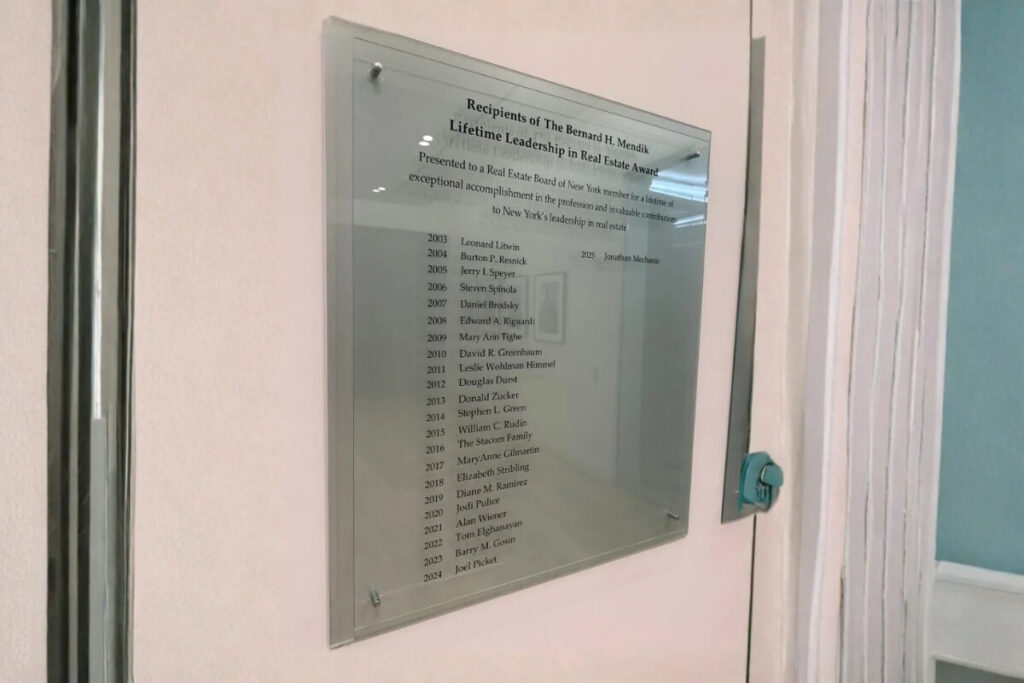 Recipients of The Bernard H. Mendik
Lifetime Leadership in Real Estate Award
Presented to a Real Estate Board of New York member for a lifetime of
exceptional accomplishment in the profession and invaluable contributions
to New York's leadership in real estate
2003 Leonard Litwin
2004 Burton P. Resnick
2005 Jerry I. Speyer
2006 Steven Spinola
2007 Daniel Brodsky
2008 Edward A. Riguardi
2009 Mary Ann Tighe
2010 David R. Greenbaum
2011 Leslie Wohlman Himmel
2012 Douglas Durst
2013 Donald Zucker
2014 Stephen L. Green
2015 William C. Rudin
2016 The Stacom Family
2017 MaryAnne Gilmartin
2018 Elizabeth Stribling
2019 Diane M. Ramirez
2020 Jodi Pulice
2021 Alan Wiener
2022 Tom Elghanayan
2023 Barry M. Gosin
2024 Joel Picket
2025 Jonathan Mechanic